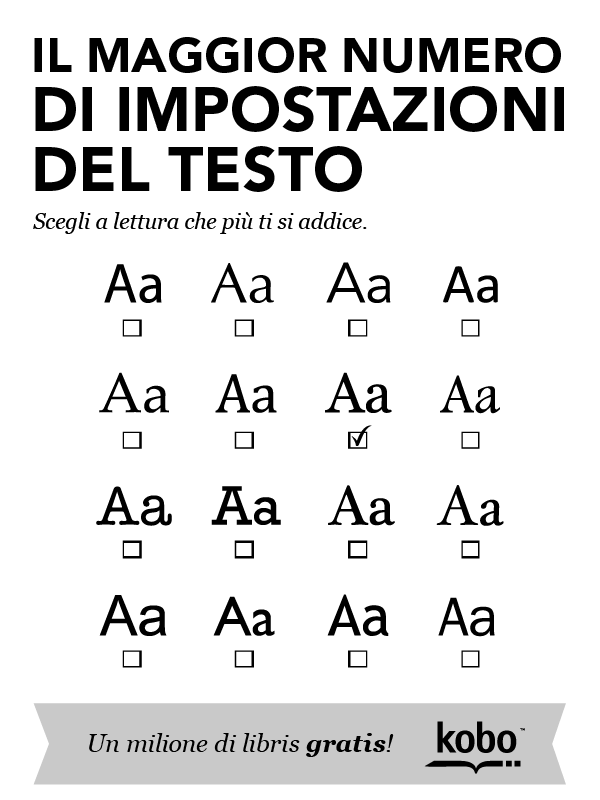 IL MAGGIOR NUMERO
DI IMPOSTAZIONI
DEL TESTO
Scegli a lettura che più ti si addice.
Aa Aa Aa Aa
Aa Aa Aa Aa
Aa Aa Aa Aa
Aa Aa Aa Aa
Un milione di libris gratis!
kobo™